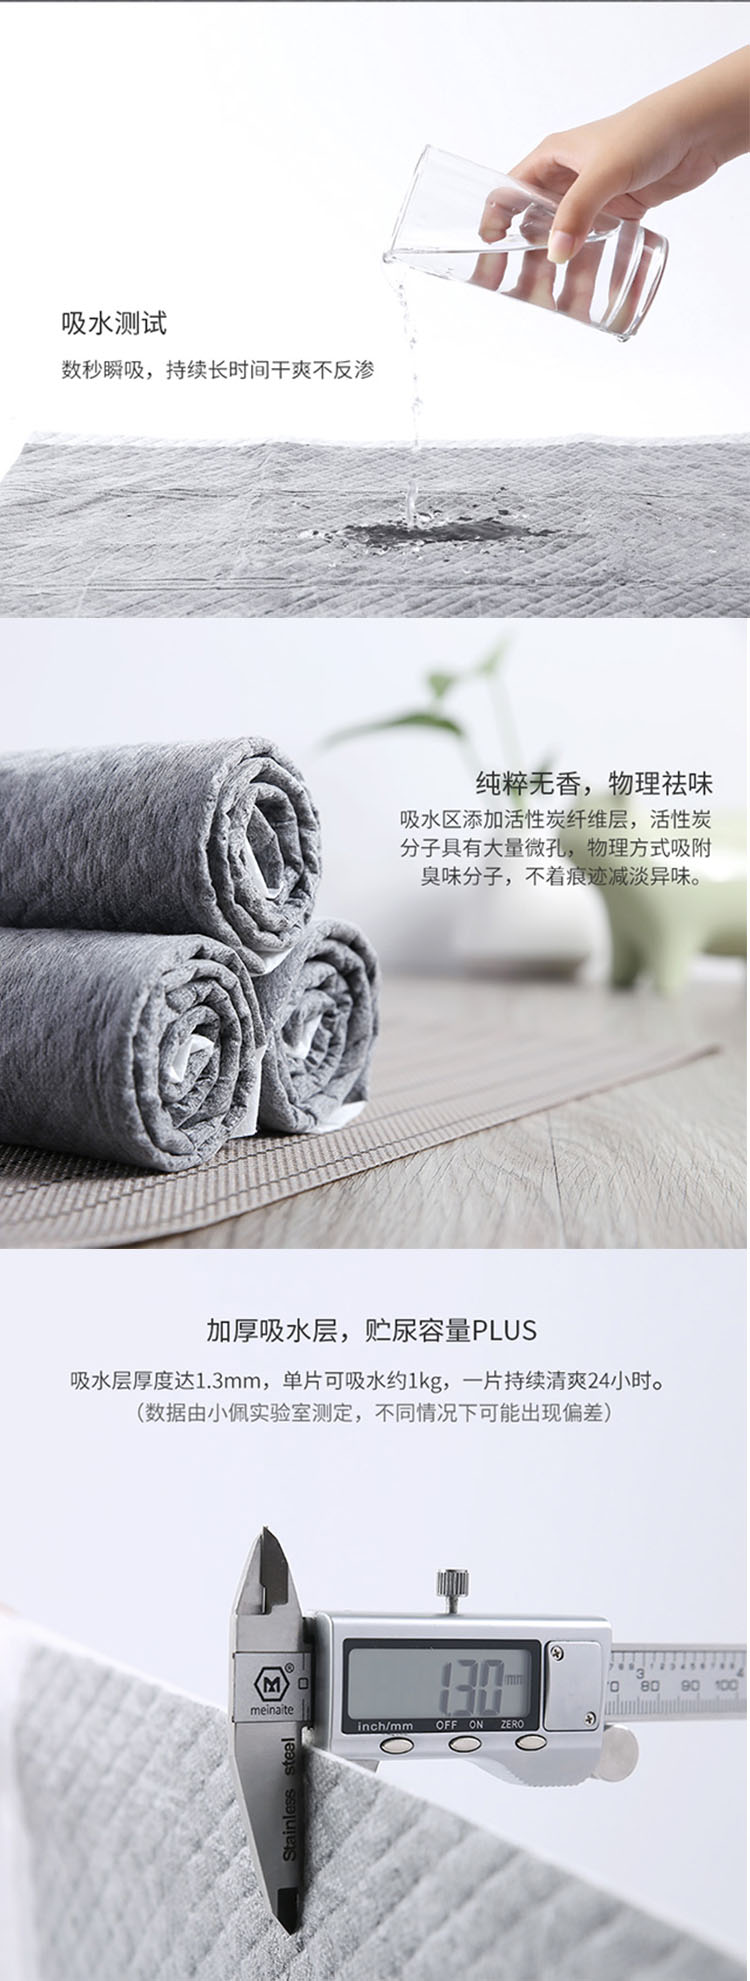 吸水测试
数秒瞬吸，持续长时间干爽不反渗
纯粹无香，物理祛味
吸水区添加活性炭纤维层，活性炭
分子具有大量微孔，物理方式吸附
臭味分子，不着痕迹减淡异味。
加厚吸水层，贮尿容量PLUS
吸水层厚度达1.3mm，单片可吸水约1kg，一片持续清爽24小时。
（数据由小佩实验室测定，不同情况下可能出现偏差）
M®
meinaite
Stainless steel
1.30 mm
inch/mm OFF ON ZERO
3 4
80 90 100